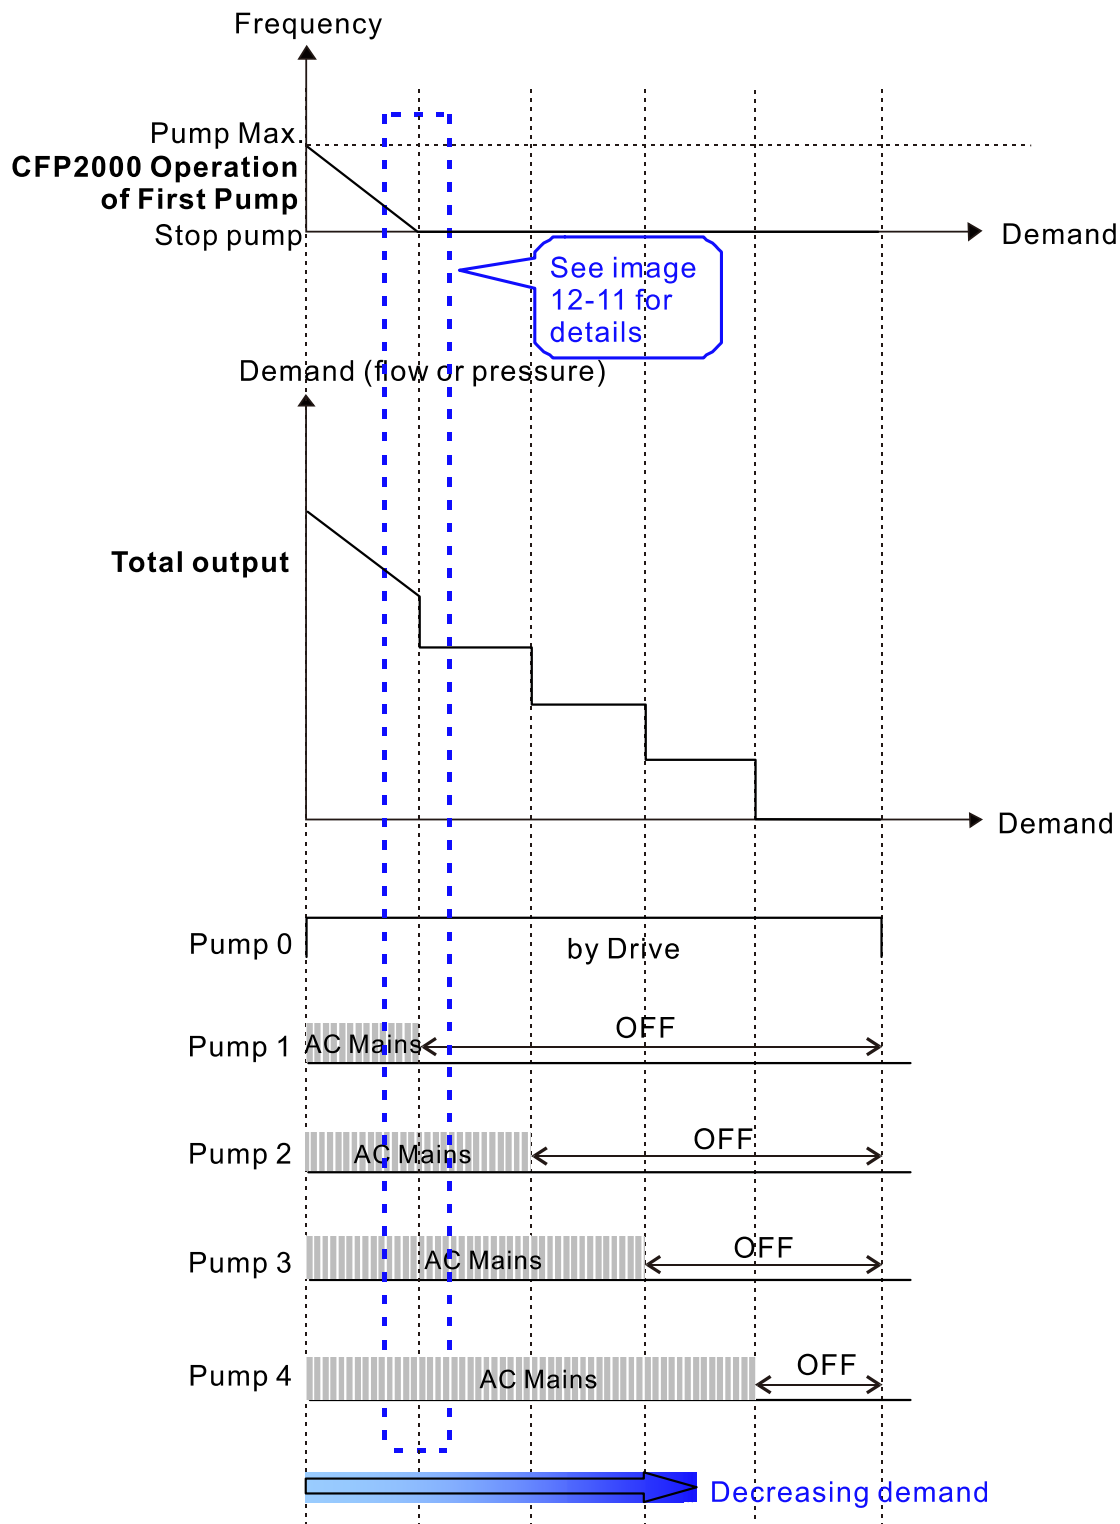 Frequency
Pump Max.
CFP2000 Operation
of First Pump
Stop pump
Demand
See image
12-11 for
details
Demand (flow or pressure)
Total output
Demand
Pump 0
by Drive
Pump 1
AC Mains
OFF
Pump 2
AC Mains
OFF
Pump 3
AC Mains
OFF
Pump 4
AC Mains
OFF
Decreasing demand